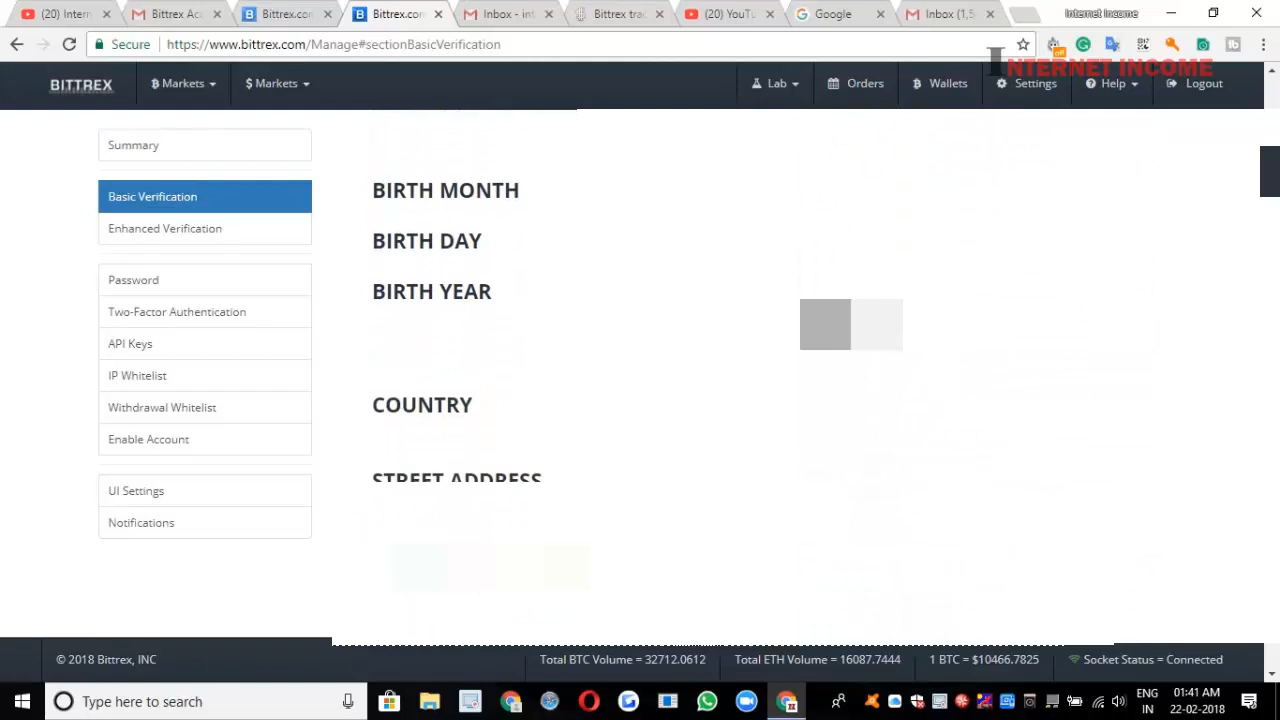 (20) Intern
Bittrex Acc
Bittrex.con
Bittrex.con
Inbox - int
Bittrex trad
(20) YouTu
Google
Inbox (1,5
Internet Income
Secure
https://www.bittrex.com/Manage#sectionBasicVerification
off
INTERNET INCOME
BITTREX
Markets
$ Markets
Lab
Orders
Wallets
Settings
Help
Logout
Summary
Basic Verification
Enhanced Verification
Password
Two-Factor Authentication
API Keys
IP Whitelist
Withdrawal Whitelist
Enable Account
UI Settings
Notifications
BIRTH MONTH
BIRTH DAY
BIRTH YEAR
COUNTRY
STREET ADDRESS
© 2018 Bittrex, INC
Total BTC Volume = 32712.0612
Total ETH Volume = 16087.7444
1 BTC = $10466.7825
Socket Status = Connected
Type here to search
ENG
IN
01:41 AM
22-02-2018